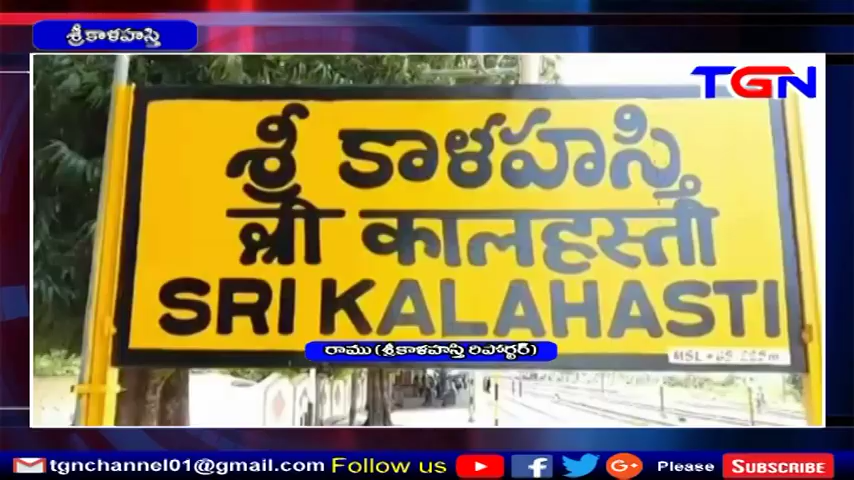 శ్రీకాళహస్తి
TGN
శ్రీ కాళహస్తి
श्री कालहस्ती
SRI KALAHASTI
రాము (శ్రీకాళహస్తి రిపోర్టర్)
tgnchannel01@gmail.com Follow us f G+ Please SUBSCRIBE